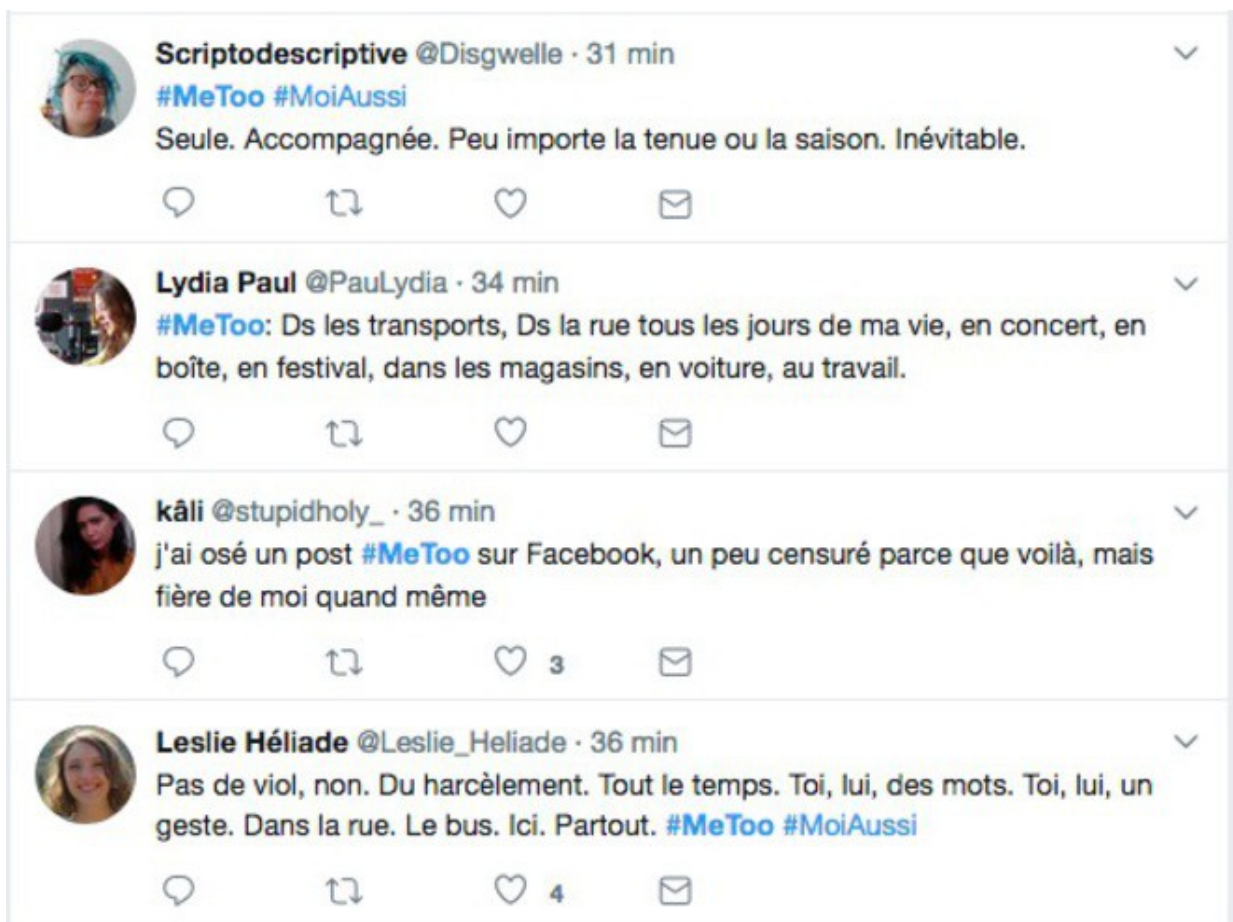 Scriptodescriptive @Disgwelle · 31 min
#MeToo #MoiAussi
Seule. Accompagnée. Peu importe la tenue ou la saison. Inévitable.
Lydia Paul @PauLydia · 34 min
#MeToo: Ds les transports, Ds la rue tous les jours de ma vie, en concert, en
boîte, en festival, dans les magasins, en voiture, au travail.
kâli @stupidholy_ · 36 min
j'ai osé un post #MeToo sur Facebook, un peu censuré parce que voilà, mais
fière de moi quand même
3
Leslie Héliade @Leslie_Heliade · 36 min
Pas de viol, non. Du harcèlement. Tout le temps. Toi, lui, des mots. Toi, lui, un
geste. Dans la rue. Le bus. Ici. Partout. #MeToo #MoiAussi
4